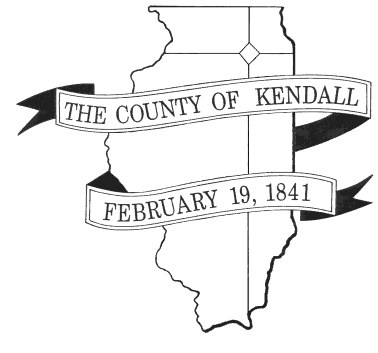 THE COUNTY OF KENDALL
FEBRUARY 19, 1841